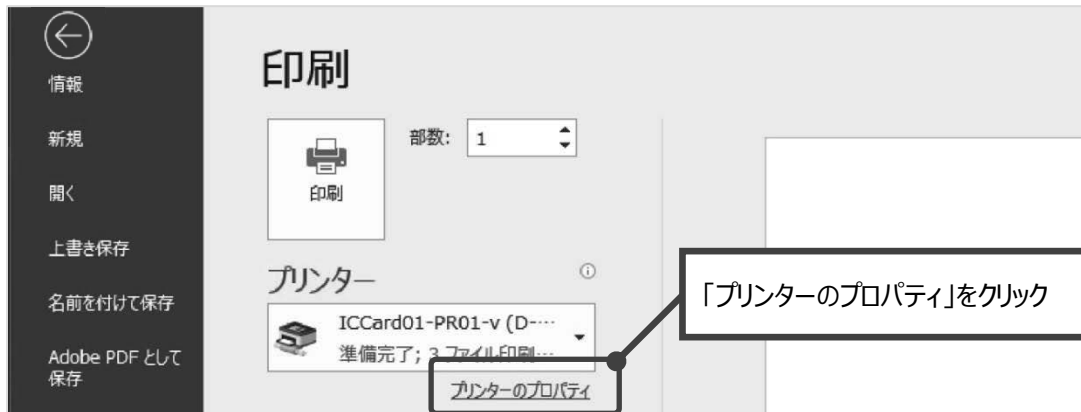 情報
新規
開く
上書き保存
名前を付けて保存
Adobe PDF として
保存
印刷
印刷
部数: 1
プリンター
ICCard01-PR01-v (D-…
準備完了; 3 ファイル印刷…
プリンターのプロパティ
「プリンターのプロパティ」をクリック